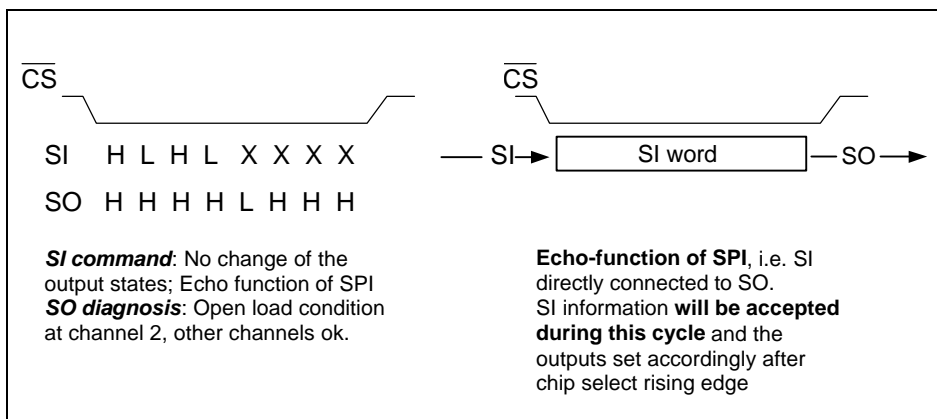 CS
SI H L H L X X X X
SO H H H H L H H H
SI command: No change of the
output states; Echo function of SPI
SO diagnosis: Open load condition
at channel 2, other channels ok.
CS
SI SI word SO
Echo-function of SPI, i.e. SI
directly connected to SO.
SI information will be accepted
during this cycle and the
outputs set accordingly after
chip select rising edge